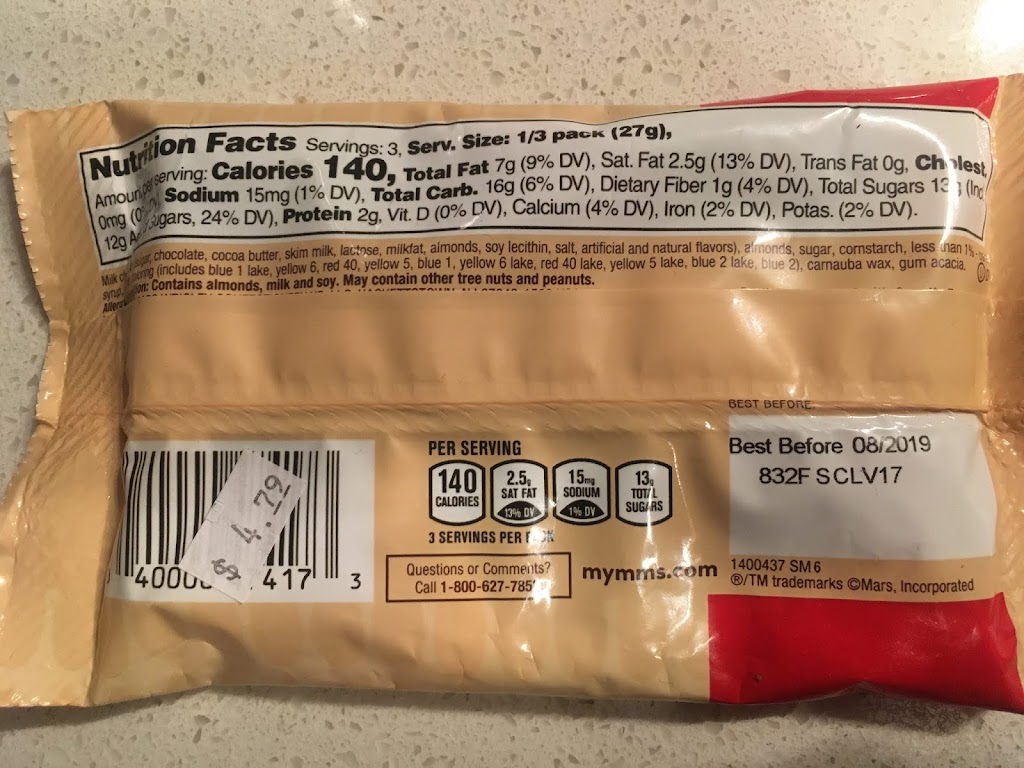 Nutrition Facts Servings: 3, Serv. Size: 1/3 pack (27g),
Amount per serving: Calories 140, Total Fat 7g (9% DV), Sat. Fat 2.5g (13% DV), Trans Fat 0g, Cholest.
0mg (0% DV), Sodium 15mg (1% DV), Total Carb. 16g (6% DV), Dietary Fiber 1g (4% DV), Total Sugars 13g (Incl
12g Sugars, 24% DV), Protein 2g, Vit. D (0% DV), Calcium (4% DV), Iron (2% DV), Potas. (2% DV).
Milk chocolate, cocoa butter, skim milk, lactose, milkfat, almonds, soy lecithin, salt, artificial and natural flavors), almonds, sugar, cornstarch, less than 1% -
syrup, (includes blue 1 lake, yellow 6, red 40, yellow 5, blue 1, yellow 6 lake, red 40 lake, yellow 5 lake, blue 2 lake, blue 2), carnauba wax, gum acacia.
Contains almonds, milk and soy. May contain other tree nuts and peanuts.
BEST BEFORE
Best Before 08/2019
832F SCLV17
PER SERVING
140 CALORIES
2.5g SAT FAT 13% DV
15mg SODIUM 1% DV
13g TOTAL SUGARS
3 SERVINGS PER PACK
Questions or Comments?
Call 1-800-627-785
mymms.com
1400437 SM6
®/TM trademarks ©Mars, Incorporated
$ 4.79
417 3